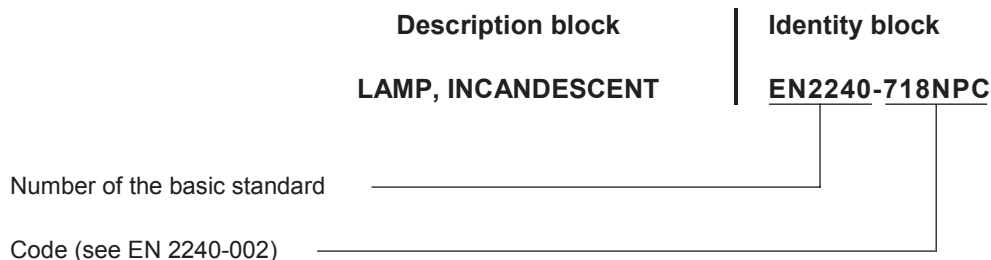 Description block Identity block
LAMP, INCANDESCENT EN2240-718NPC
Number of the basic standard
Code (see EN 2240-002)